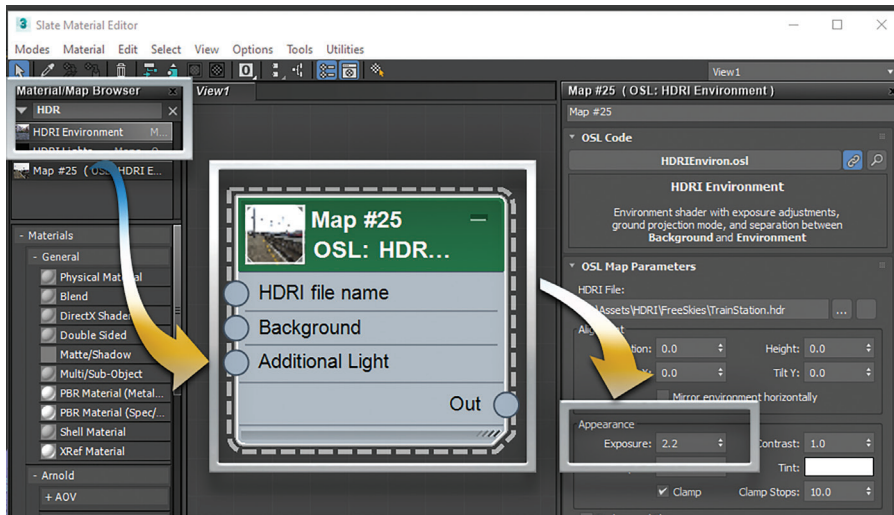 3 Slate Material Editor
Modes Material Edit Select View Options Tools Utilities
View1
Material/Map Browser
HDR
HDRI Environment M...
HDRI Lights
Map #25 ( OSL: HDRI E...
- Materials
- General
Physical Material
Blend
DirectX Shader
Double Sided
Matte/Shadow
Multi/Sub-Object
PBR Material (Metal...
PBR Material (Spec/...
Shell Material
XRef Material
- Arnold
+ AOV
View1
Map #25
OSL: HDR...
HDRI file name
Background
Additional Light
Out
Map #25 ( OSL: HDRI Environment )
Map #25
OSL Code
HDRIEnviron.osl
HDRI Environment
Environment shader with exposure adjustments,
ground projection mode, and separation between
Background and Environment
OSL Map Parameters
HDRI File:
Assets\HDRI\FreeSkies\TrainStation.hdr ...
0.0 Height: 0.0
0.0 Tilt Y: 0.0
Mirror environment horizontally
Appearance
Exposure: 2.2 Contrast: 1.0
Tint:
Clamp Clamp Stops: 10.0